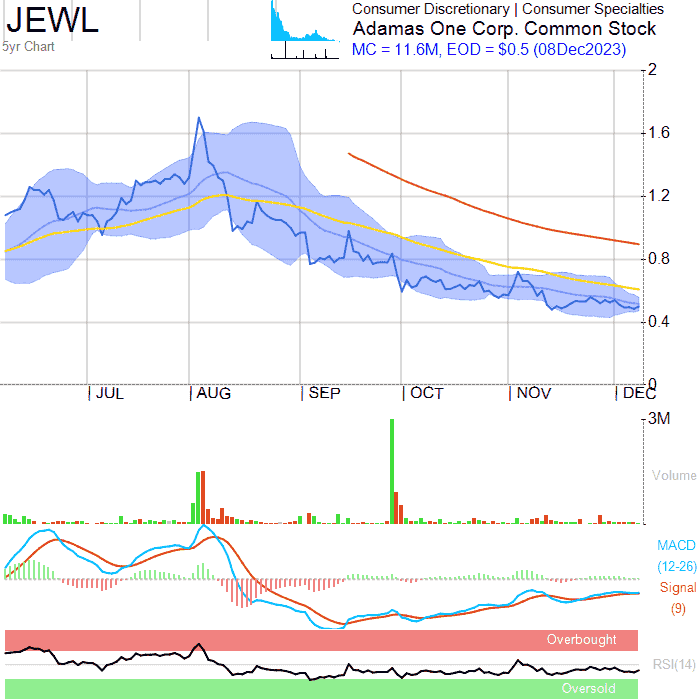 JEWL
5yr Chart
Consumer Discretionary | Consumer Specialties
Adamas One Corp. Common Stock
MC = 11.6M, EOD = $0.5 (08Dec2023)
2
1.6
1.2
0.8
0.4
0
JUL AUG SEP OCT NOV DEC
3M
Volume
MACD
(12-26)
Signal
(9)
Overbought
RSI(14)
Oversold